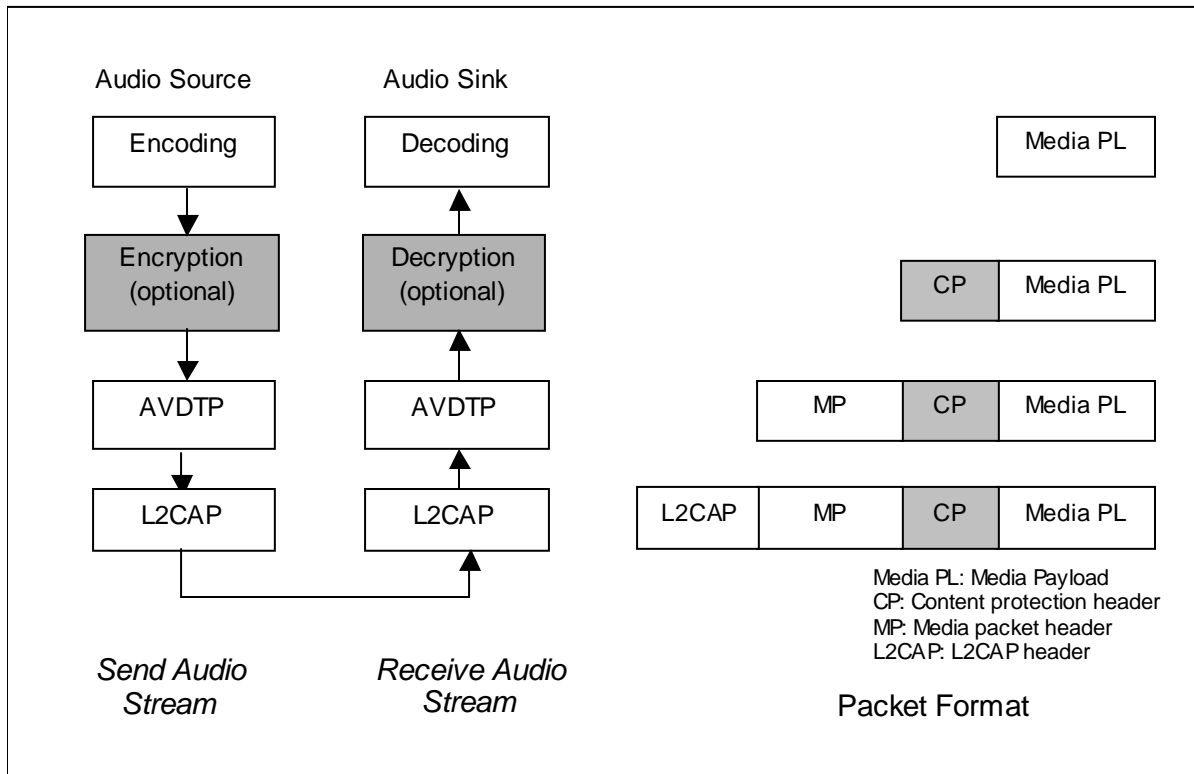 Audio Source
Audio Sink
Encoding
Decoding
Media PL
Encryption
(optional)
Decryption
(optional)
CP
Media PL
AVDTP
AVDTP
MP
CP
Media PL
L2CAP
L2CAP
L2CAP
MP
CP
Media PL
Media PL: Media Payload
CP: Content protection header
MP: Media packet header
L2CAP: L2CAP header
Send Audio
Stream
Receive Audio
Stream
Packet Format